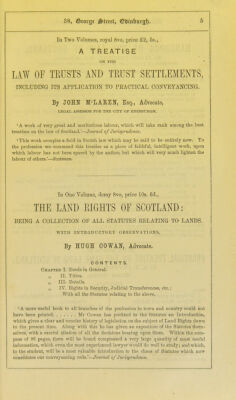 58, George Street, Edinburgh. 5
In Two Volumes, royal 8vo, price £2, 5s.,
A TREATISE
ON THE
LAW OF TRUSTS AND TRUST SETTLEMENTS,
INCLUDING ITS APPLICATION TO PRACTICAL CONVEYANCING.
By JOHN M'LAREN, Esq., Advocate,
LEGAL ASSESSOR FOR THE CITY OF EDINBURGH.
'A work of very great and meritorious labour, which will take rank among the best
treatises on the law of Scotland.'—Journal of Jurisprudence.
'This work occupies a field in Scotch law which may be said to be entirely new. To
the profession we commend this treatise as a piece of faithful, intelligent work, upon
which labour has not been spared by the author, but which will very much lighten the
labour of others.'—Scotsman.
In One Volume, demy 8vo, price 10s. 6d.,
THE LAND RIGHTS OF SCOTLAND:
BEING A COLLECTION OF ALL STATUTES RELATING TO LANDS.
WITH INTRODUCTORY OBSERVATIONS,
By HUGH COWAN, Advocate.
CONTENTS.
CHAPTER I. Deeds in General.
„ II. Titles.
„ III. Entails.
„ IV. Rights in Security, Judicial Transferences, etc.;
With all the Statutes relating to the above.
'A more useful book to all branches of the profession in town and country could not
have been printed. . . . . . . Mr Cowan has prefixed to the Statutes an Introduction,
which gives a clear and concise history of legislation on the subject of Land Rights down
to the present time. Along with this he has given an exposition of the Statutes them-
selves, with a careful citation of all the decisions bearing upon them. Within the com-
pass of 86 pages, there will be found compressed a very large quantity of most useful
information, which even the most experienced lawyer would do well to study; and which,
to the student, will be a most valuable introduction to the chaos of Statutes which now
constitutes our conveyancing code.'—Journal of Jurisprudence.